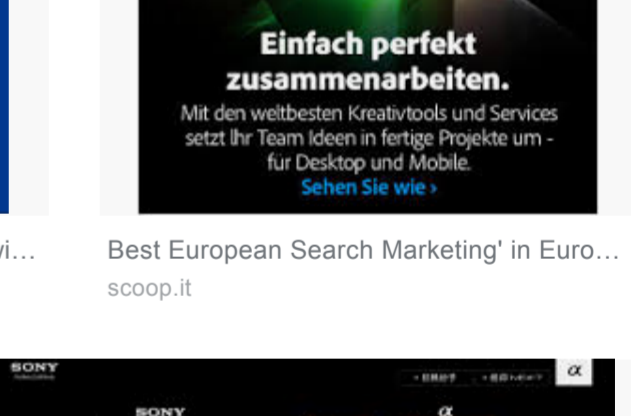 Einfach perfekt
zusammenarbeiten.
Mit den weltbesten Kreativtools und Services
setzt Ihr Team Ideen in fertige Projekte um -
für Desktop und Mobile.
Sehen Sie wie ›
vi…
Best European Search Marketing' in Euro…
scoop.it
SONY
α
SONY
α